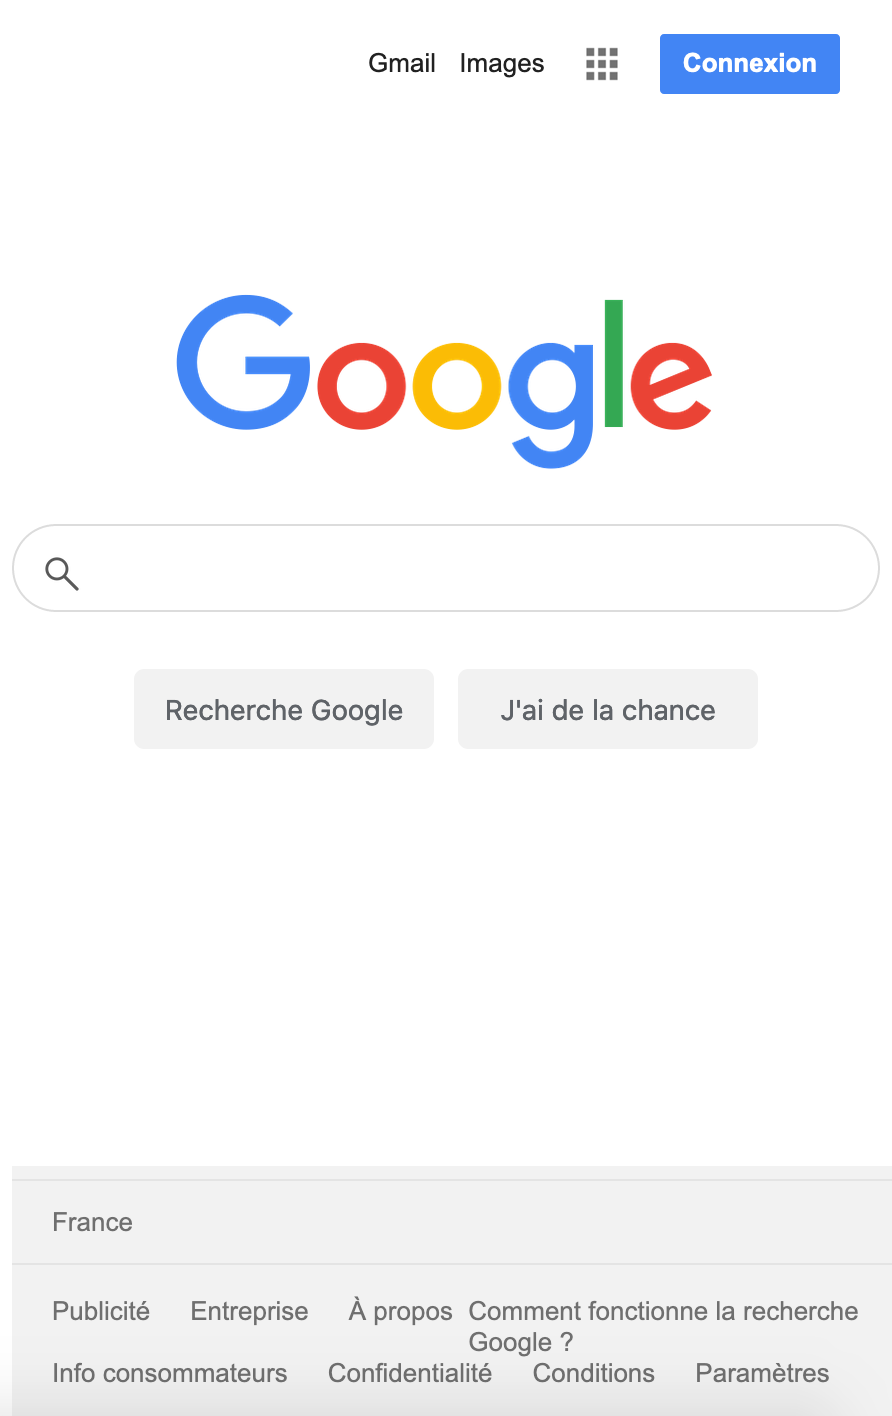 Gmail Images Connexion
Google
Recherche Google J'ai de la chance
France
Publicité Entreprise À propos Comment fonctionne la recherche
Google ?
Info consommateurs Confidentialité Conditions Paramètres